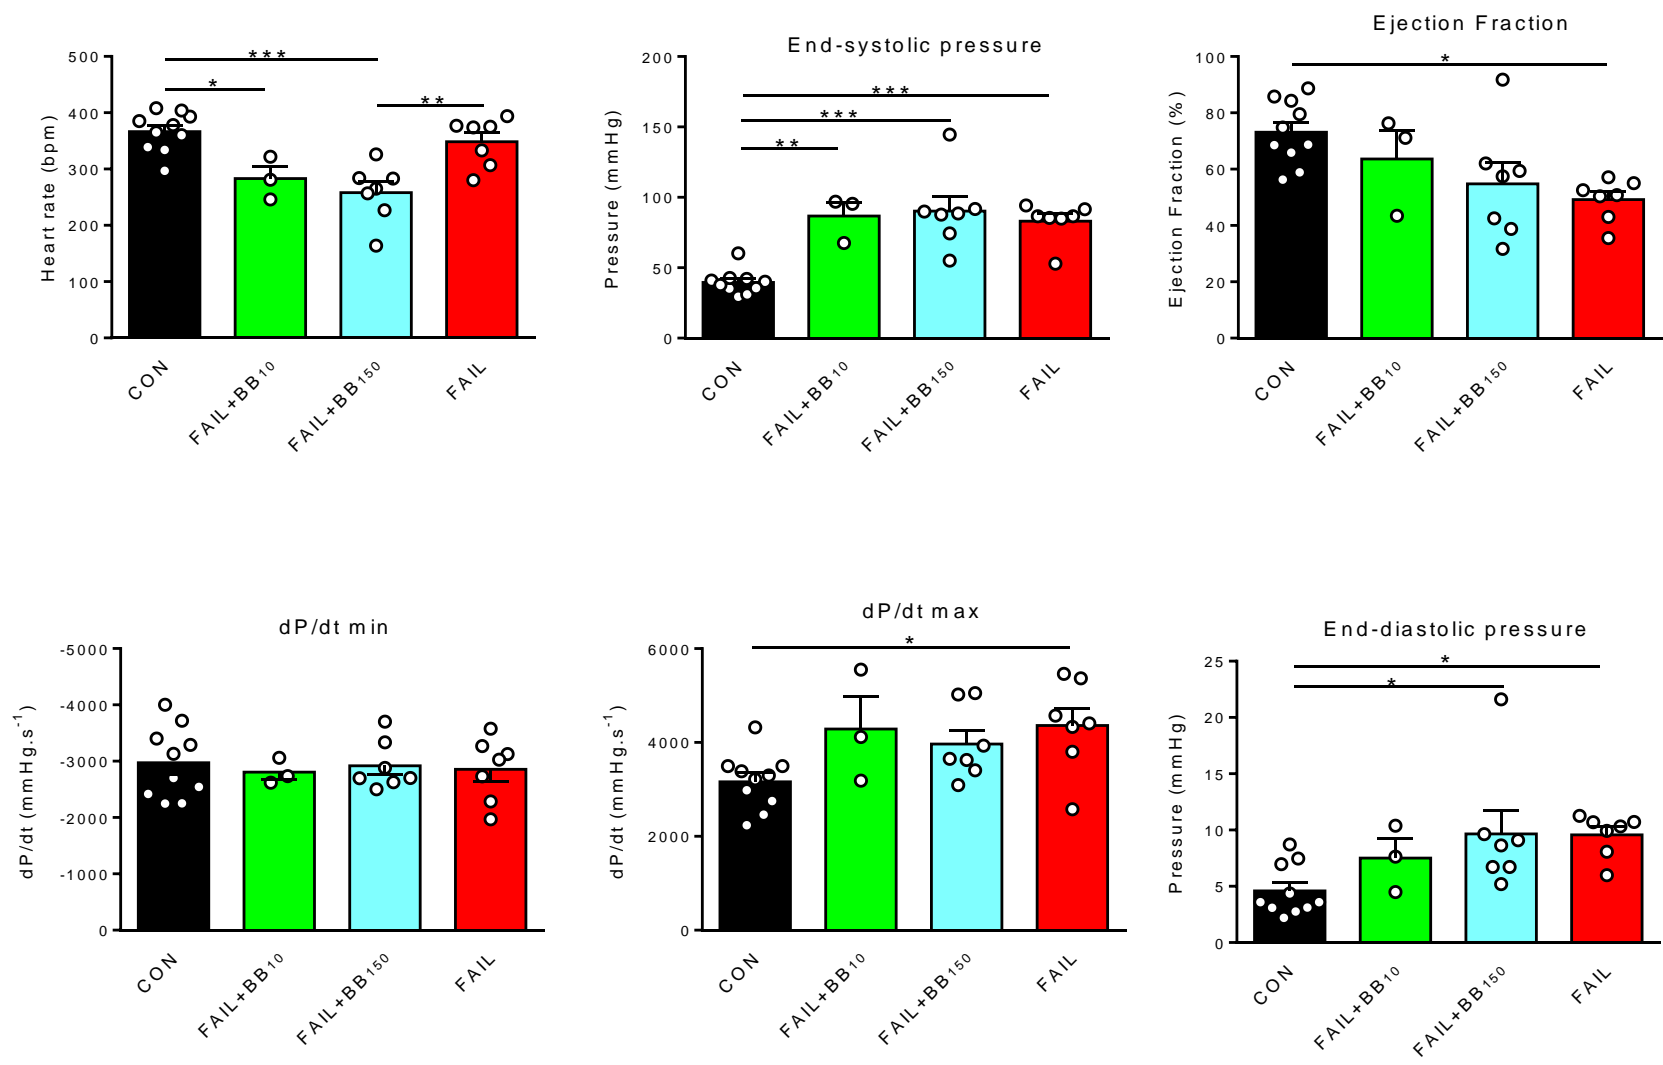 Heart rate (bpm)
500
400
300
200
100
0
***
*
**
CON
FAIL+BB10
FAIL+BB150
FAIL
End-systolic pressure
Pressure (mmHg)
200
150
100
50
0
***
***
**
CON
FAIL+BB10
FAIL+BB150
FAIL
Ejection Fraction
Ejection Fraction (%)
100
80
60
40
20
0
*
CON
FAIL+BB10
FAIL+BB150
FAIL
dP/dt min
dP/dt (mmHg.s-1)
-5000
-4000
-3000
-2000
-1000
0
CON
FAIL+BB10
FAIL+BB150
FAIL
dP/dt max
dP/dt (mmHg.s-1)
6000
4000
2000
0
*
CON
FAIL+BB10
FAIL+BB150
FAIL
End-diastolic pressure
Pressure (mmHg)
25
20
15
10
5
0
*
*
CON
FAIL+BB10
FAIL+BB150
FAIL